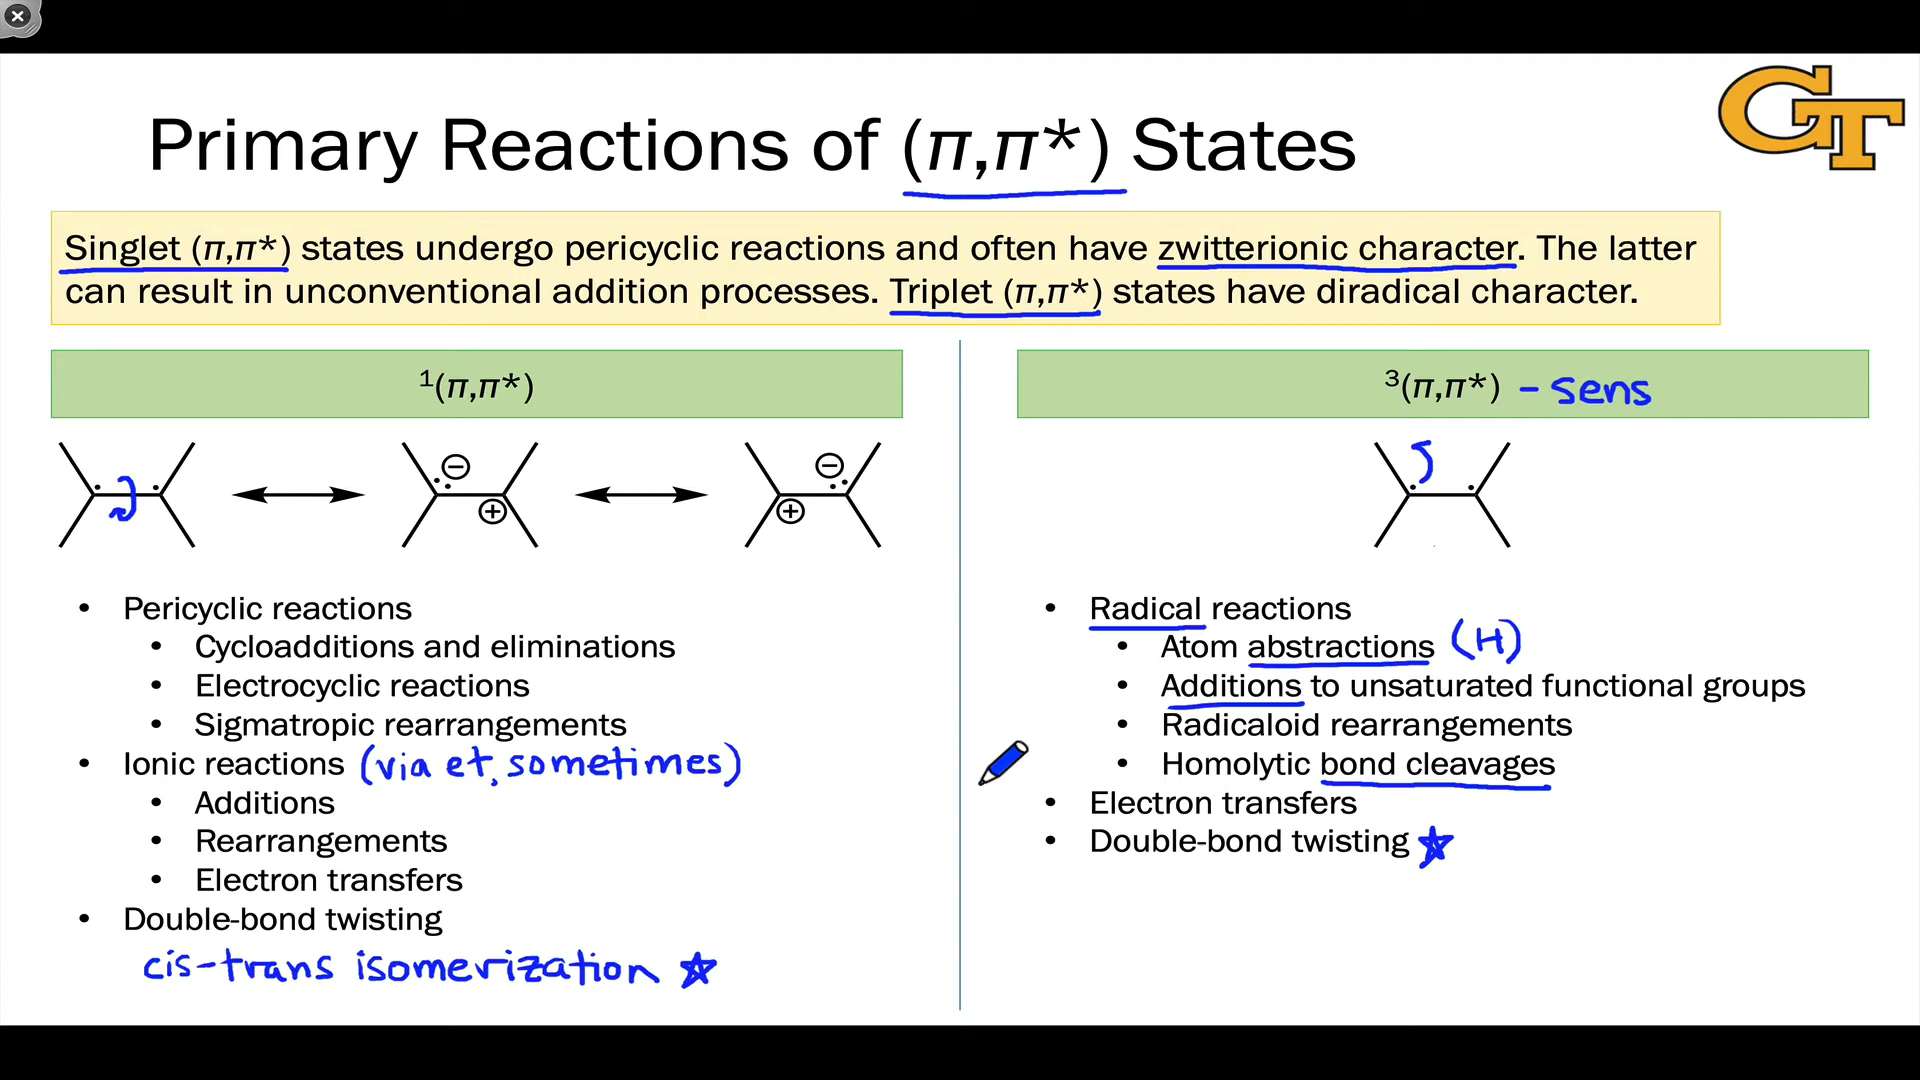 GT
Primary Reactions of (π,π*) States
Singlet (π,π*) states undergo pericyclic reactions and often have zwitterionic character. The latter
can result in unconventional addition processes. Triplet (π,π*) states have diradical character.
¹(π,π*)
• Pericyclic reactions
• Cycloadditions and eliminations
• Electrocyclic reactions
• Sigmatropic rearrangements
• Ionic reactions (via et, sometimes)
• Additions
• Rearrangements
• Electron transfers
• Double-bond twisting
cis-trans isomerization ☆
³(π,π*) - sens
• Radical reactions
• Atom abstractions (H)
• Additions to unsaturated functional groups
• Radicaloid rearrangements
• Homolytic bond cleavages
• Electron transfers
• Double-bond twisting ☆